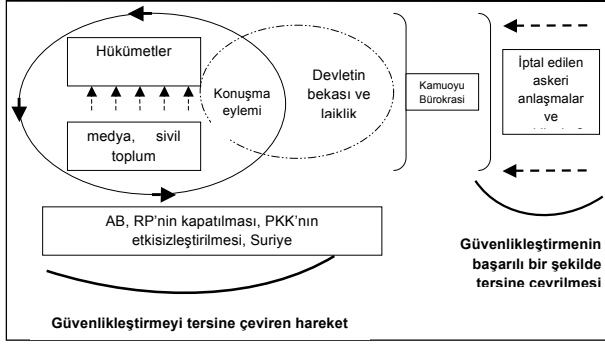 Hükümetler
medya, sivil
toplum
Konuşma
eylemi
Devletin
bekası ve
laiklik
Kamuoyu
Bürokrasi
İptal edilen
askeri
anlaşmalar
ve
AB, RP’nin kapatılması, PKK’nın
etkisizleştirilmesi, Suriye
Güvenlikleştirmenin
başarılı bir şekilde
tersine çevrilmesi
Güvenlikleştirmeyi tersine çeviren hareket